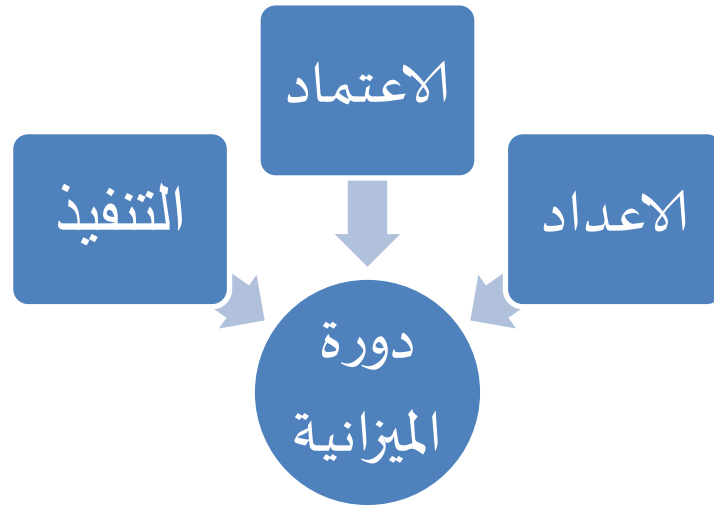 الاعداد
الاعتماد
التنفيذ
دورة
الميزانية